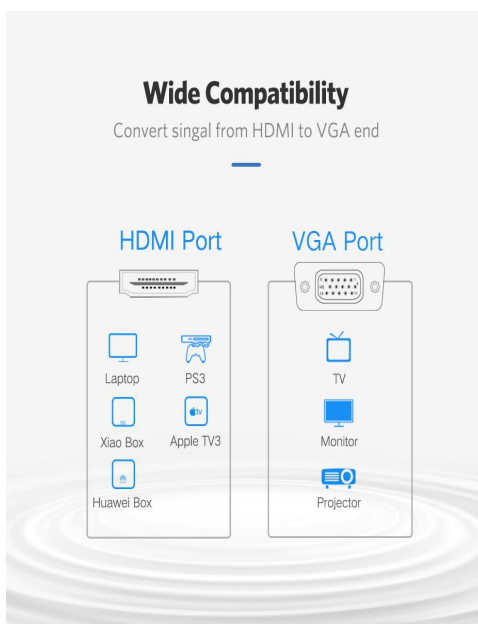 Wide Compatibility
Convert singal from HDMI to VGA end
HDMI Port
VGA Port
Laptop
PS3
Xiao Box
tv
Apple TV3
Huawei Box
TV
Monitor
Projector